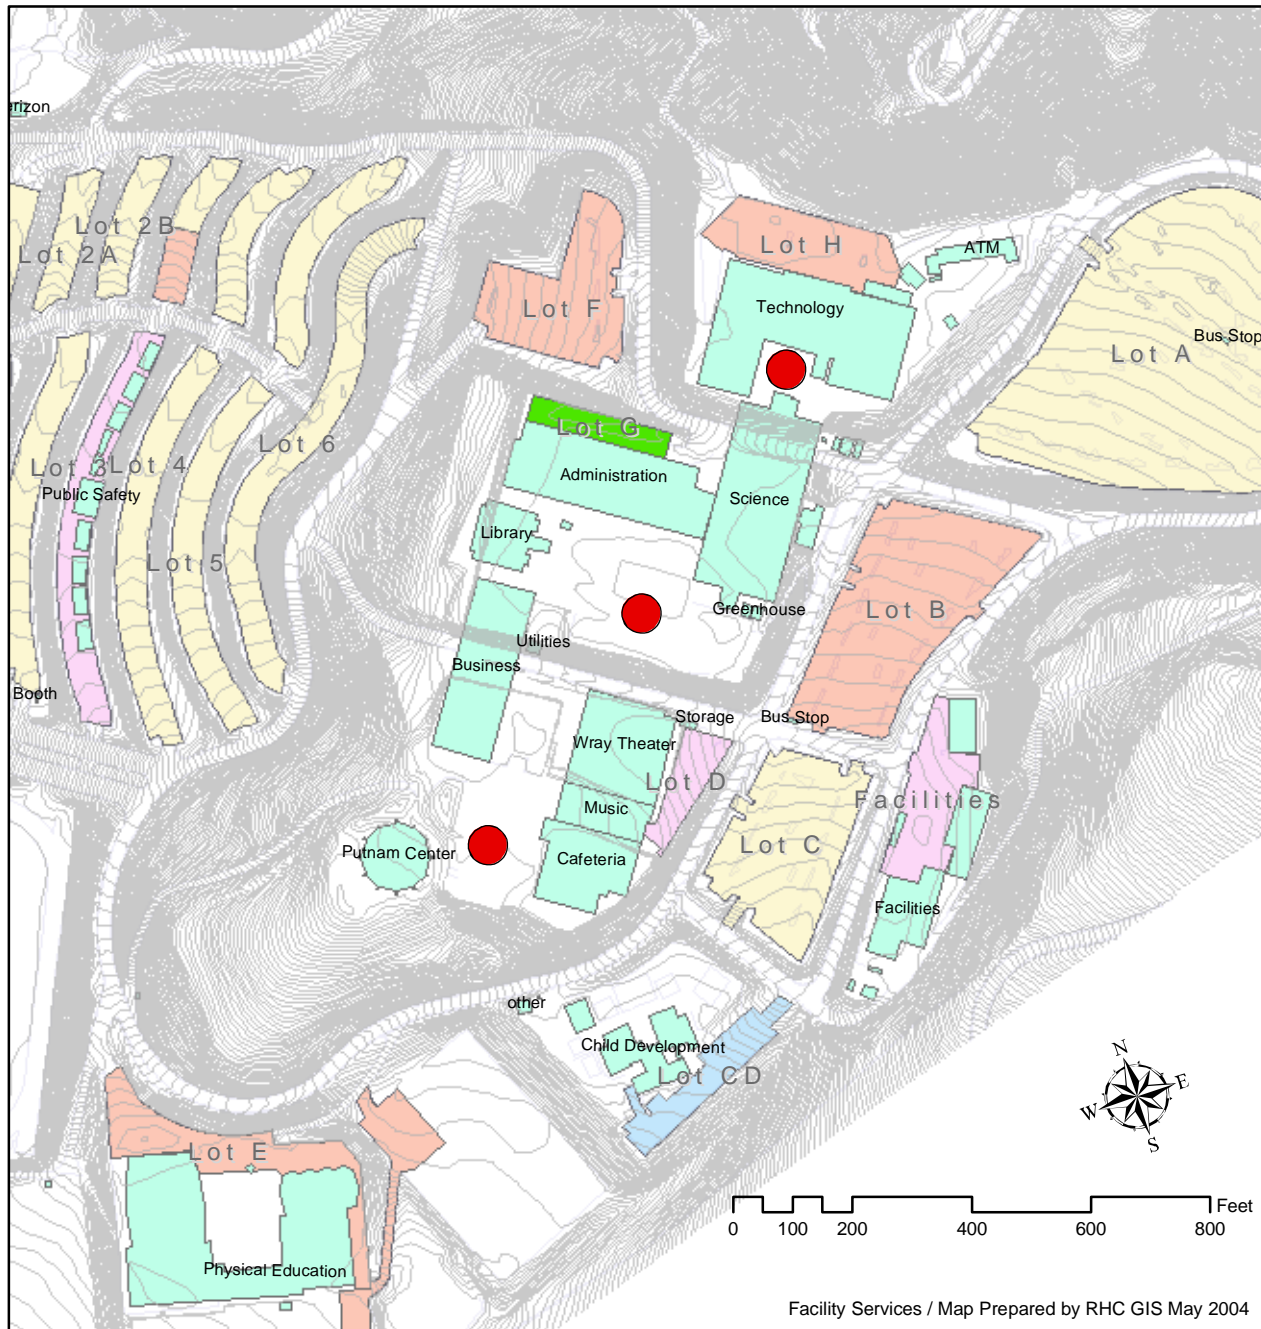 erizon
Lot 2B
Lot 2A
ATM
Lot H
Technology
Lot F
Bus Stop
Lot A
Lot G
Lot 6
Lot 3
Lot 4
Administration
Public Safety
Science
Library
Lot 5
Greenhouse
Lot B
Utilities
Business
Booth
Storage
Bus Stop
Wray Theater
Lot D
Facilities
Music
Lot C
Putnam Center
Cafeteria
Facilities
other
Child Development
Lot CD
N
E
W
S
Lot E
Physical Education
Feet
0 100 200 400 600 800
Facility Services / Map Prepared by RHC GIS May 2004